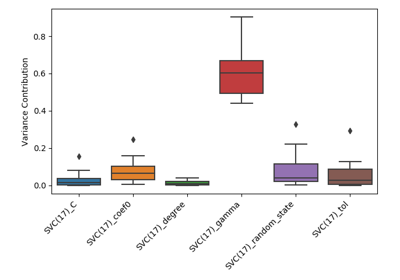 0.8
0.6
0.4
0.2
0.0
Variance Contribution
SVC(17)_C
SVC(17)_coef0
SVC(17)_degree
SVC(17)_gamma
SVC(17)_random_state
SVC(17)_tol